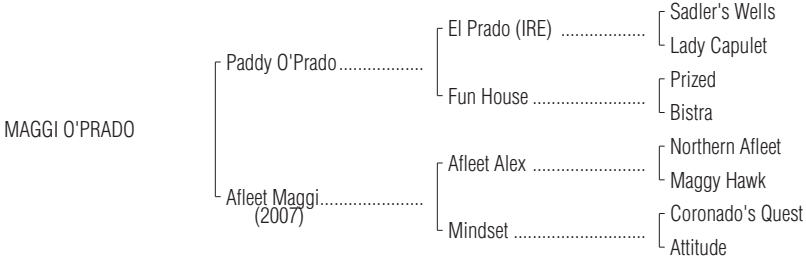 Sadler's Wells
El Prado (IRE) ...................
Lady Capulet
Paddy O'Prado..................
Prized
Fun House .........................
Bistra
MAGGI O'PRADO
Northern Afleet
Afleet Alex .........................
Maggy Hawk
Afleet Maggi......................
(2007)
Coronado's Quest
Mindset .............................
Attitude